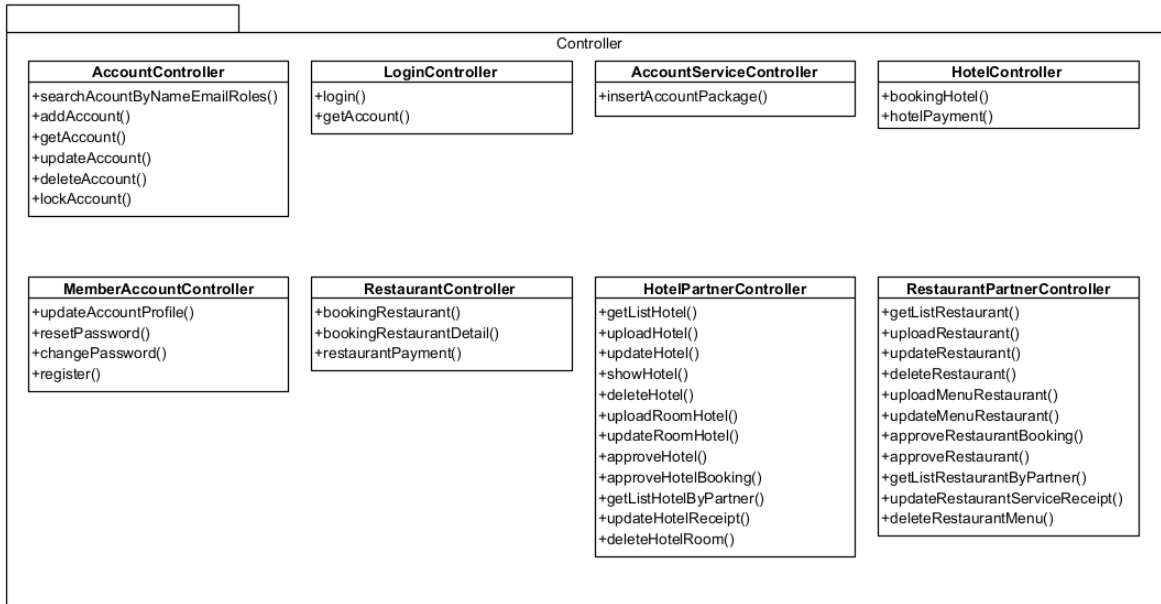 Controller
AccountController
+searchAcountByNameEmailRoles()
+addAccount()
+getAccount()
+updateAccount()
+deleteAccount()
+lockAccount()
LoginController
+login()
+getAccount()
AccountServiceController
+insertAccountPackage()
HotelController
+bookingHotel()
+hotelPayment()
MemberAccountController
+updateAccountProfile()
+resetPassword()
+changePassword()
+register()
RestaurantController
+bookingRestaurant()
+bookingRestaurantDetail()
+restaurantPayment()
HotelPartnerController
+getListHotel()
+uploadHotel()
+updateHotel()
+showHotel()
+deleteHotel()
+uploadRoomHotel()
+updateRoomHotel()
+approveHotel()
+approveHotelBooking()
+getListHotelByPartner()
+updateHotelReceipt()
+deleteHotelRoom()
RestaurantPartnerController
+getListRestaurant()
+uploadRestaurant()
+updateRestaurant()
+deleteRestaurant()
+uploadMenuRestaurant()
+updateMenuRestaurant()
+approveRestaurantBooking()
+approveRestaurant()
+getListRestaurantByPartner()
+updateRestaurantServiceReceipt()
+deleteRestaurantMenu()